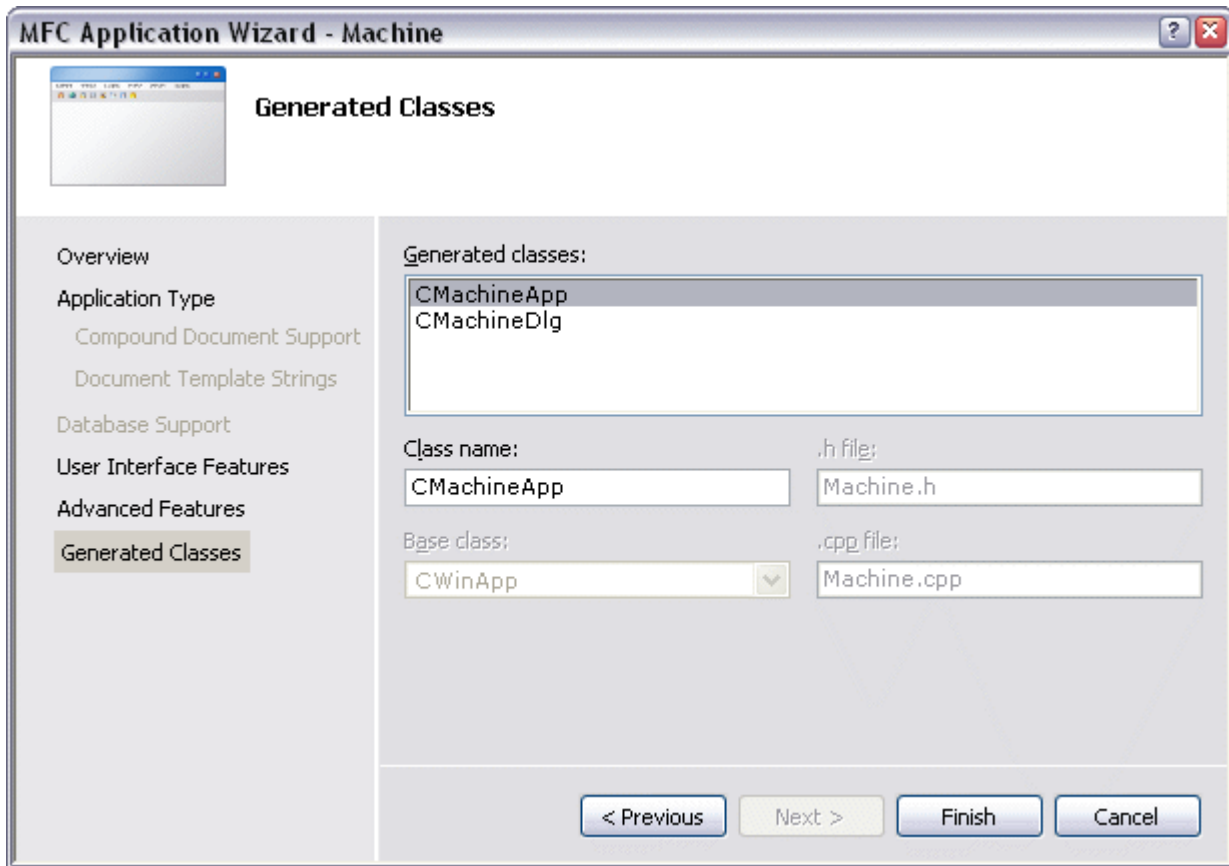 MFC Application Wizard - Machine
Generated Classes
Overview
Application Type
Compound Document Support
Document Template Strings
Database Support
User Interface Features
Advanced Features
Generated Classes
Generated classes:
CMachineApp
CMachineDlg
Class name:
.h file:
CMachineApp
Machine.h
Base class:
.cpp file:
CWinApp
Machine.cpp
< Previous
Next >
Finish
Cancel